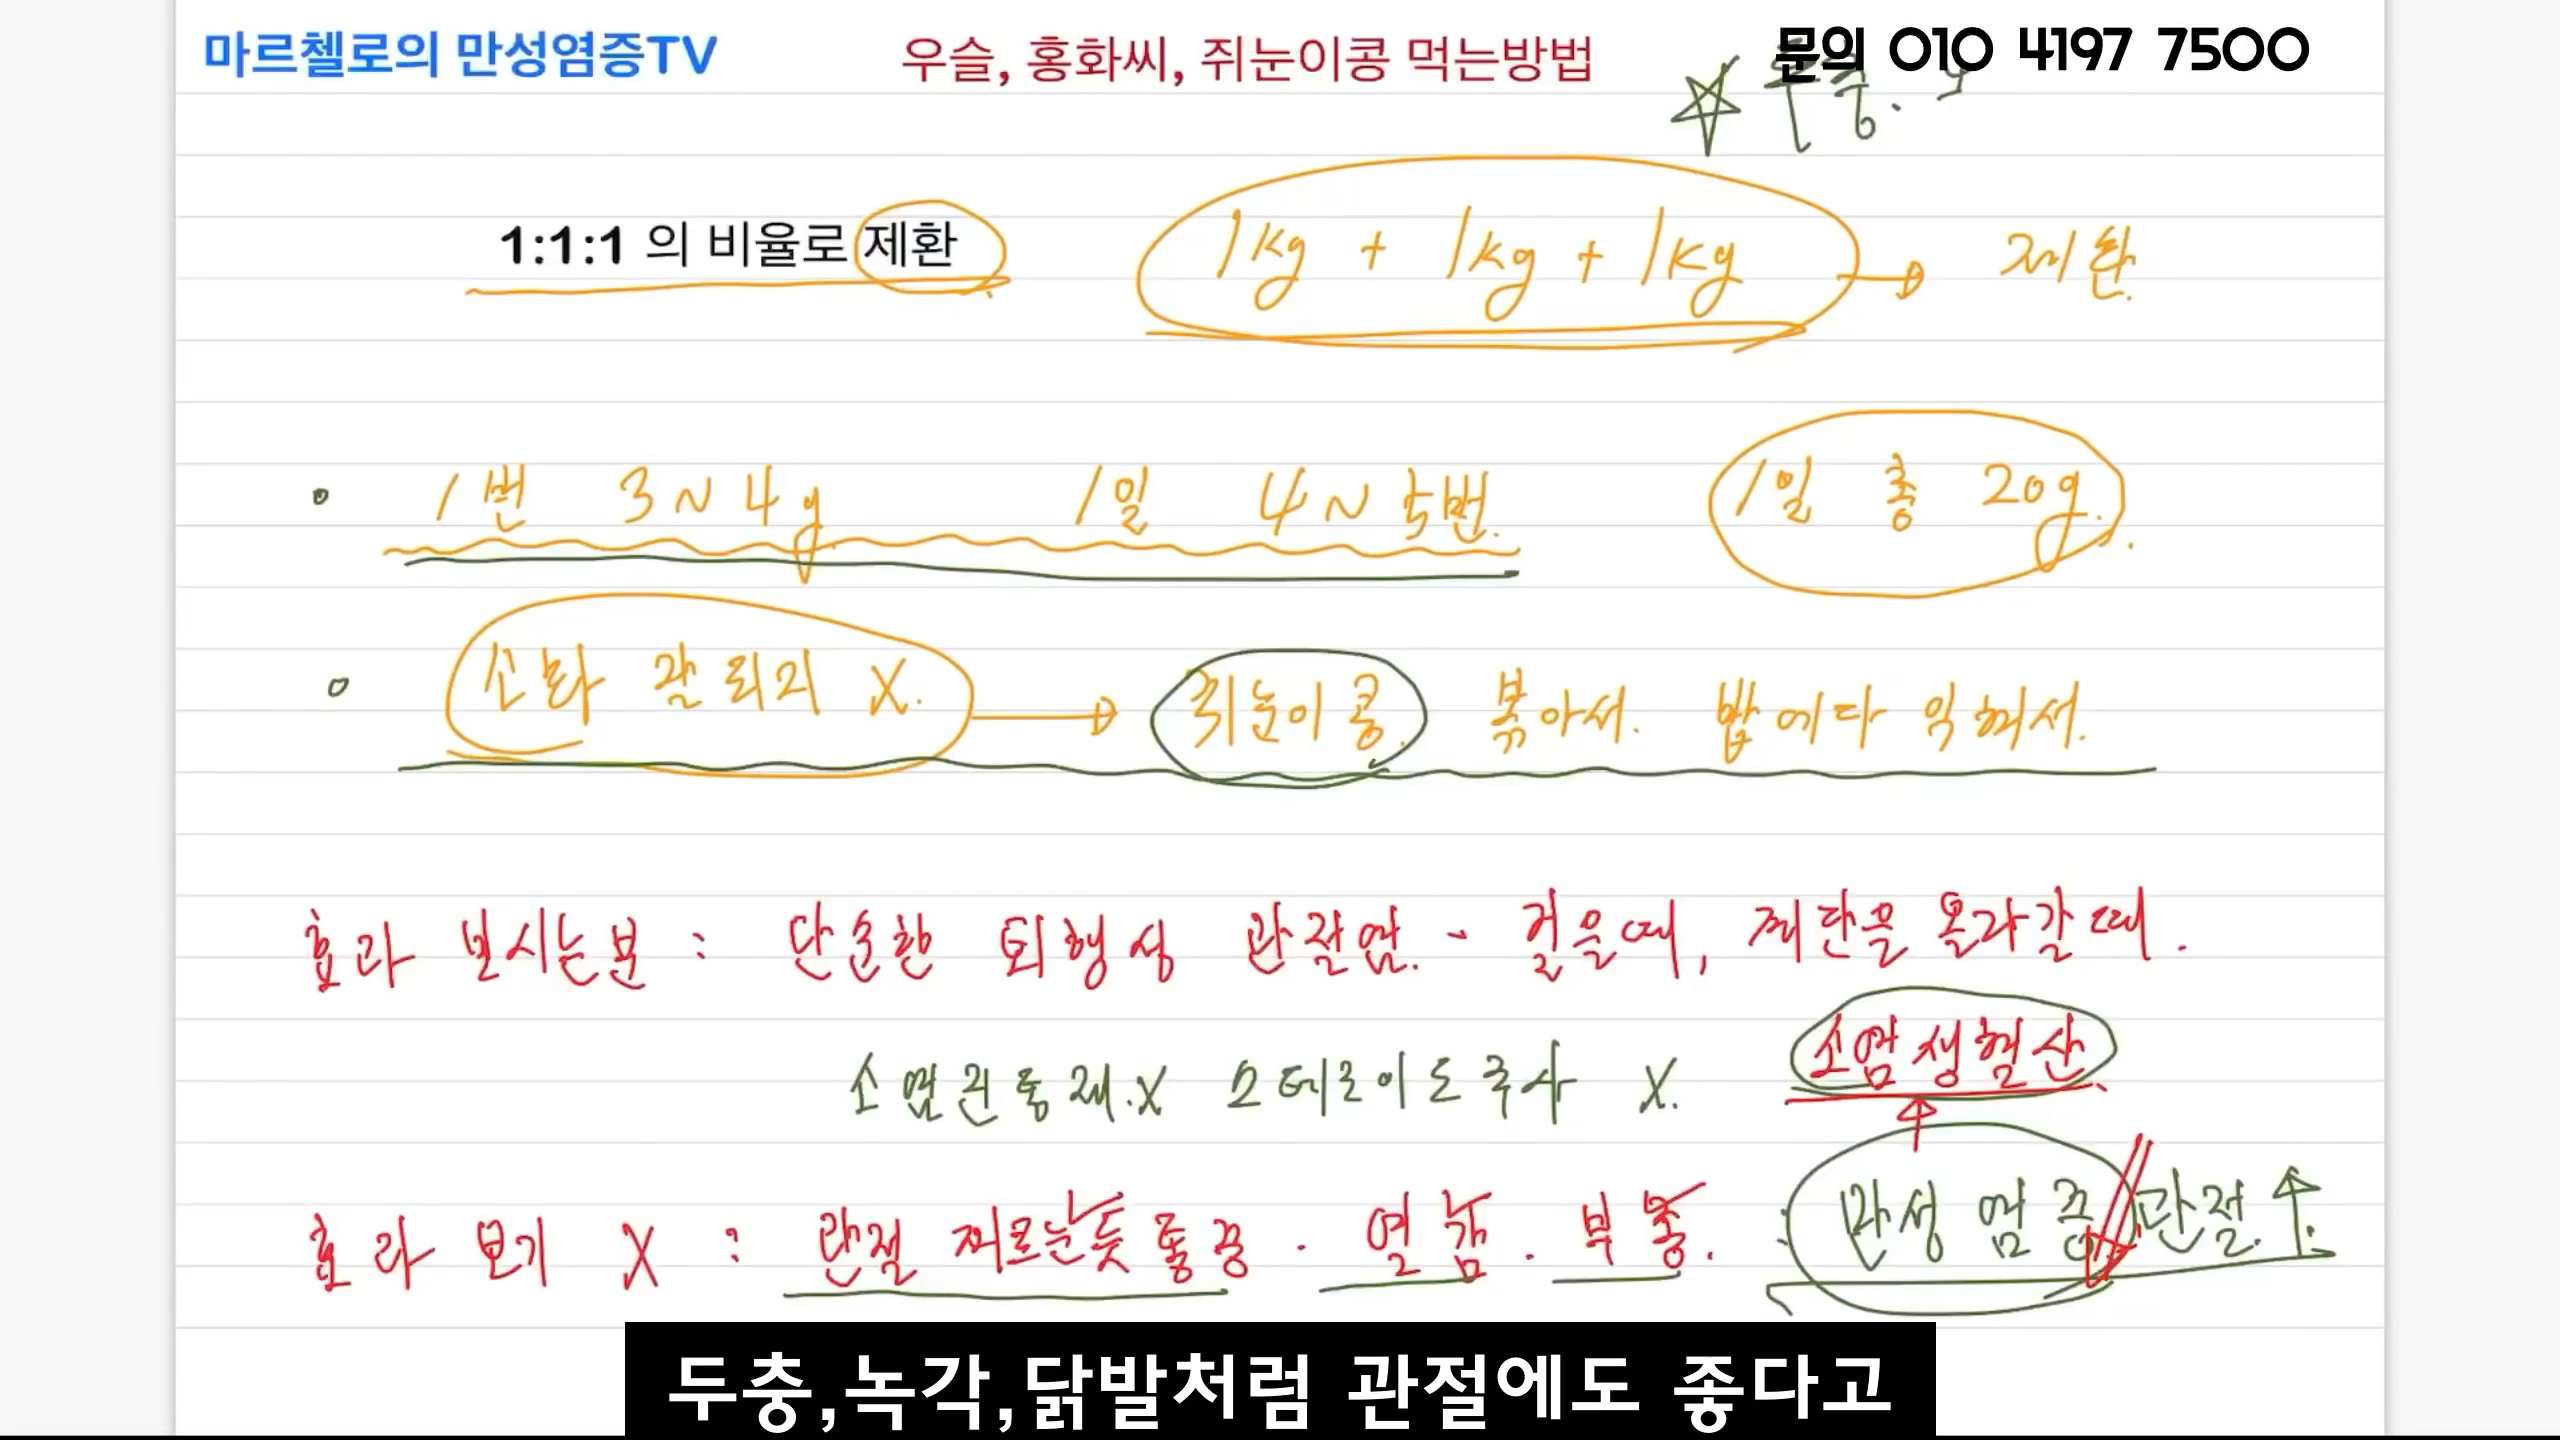 마르첼로의 만성염증TV 우슬, 홍화씨, 쥐눈이콩 먹는방법 문의 010 4197 7500
두충.
1:1:1 의 비율로 제환 1kg + 1kg + 1kg → 제환.
1번 3~4g 1일 4~5번. 1일 총 20g.
소화 잘 되리 X. → 쥐눈이콩. 볶아서. 밥에다 익혀서.
효과 보시는분 : 단순한 퇴행성 관절염. 걸을때, 계단을 올라갈때.
소염진통제.X 스테로이드주사 X. 소염생혈산
효과 보기 X : 관절 찌르는듯 통증. 열감. 부종. 만성염증 관절↑
두충,녹각,닭발처럼 관절에도 좋다고